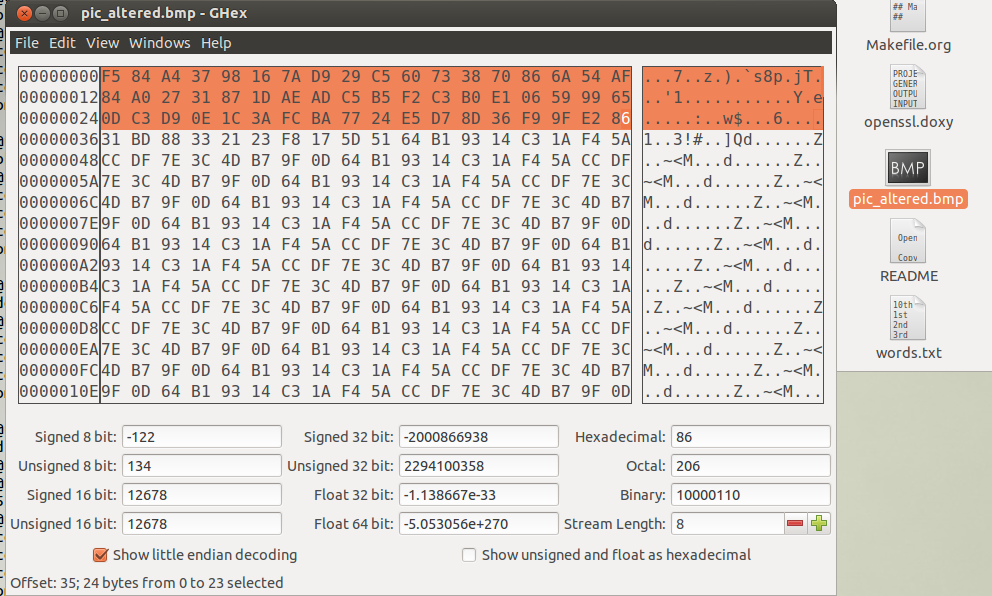 pic_altered.bmp - GHex
File Edit View Windows Help
00000000 F5 84 A4 37 98 16 7A D9 29 C5 60 73 38 70 86 6A 54 AF ...7..z.).`s8p.jT.
00000012 84 A0 27 31 87 1D AE AD C5 B5 F2 C3 B0 E1 06 59 99 65 ..'1...........Y.e
00000024 0D C3 D9 0E 1C 3A FC BA 77 24 E5 D7 8D 36 F9 9F E2 86 .....:..w$...6....
00000036 31 BD 88 33 21 23 F8 17 5D 51 64 B1 93 14 C3 1A F4 5A 1..3!#..]Qd......Z
00000048 CC DF 7E 3C 4D B7 9F 0D 64 B1 93 14 C3 1A F4 5A CC DF ..~<M...d......Z..
0000005A 7E 3C 4D B7 9F 0D 64 B1 93 14 C3 1A F4 5A CC DF 7E 3C ~<M...d......Z..~<
0000006C 4D B7 9F 0D 64 B1 93 14 C3 1A F4 5A CC DF 7E 3C 4D B7 M...d......Z..~<M.
0000007E 9F 0D 64 B1 93 14 C3 1A F4 5A CC DF 7E 3C 4D B7 9F 0D ..d......Z..~<M...
00000090 64 B1 93 14 C3 1A F4 5A CC DF 7E 3C 4D B7 9F 0D 64 B1 d......Z..~<M...d.
000000A2 93 14 C3 1A F4 5A CC DF 7E 3C 4D B7 9F 0D 64 B1 93 14 .....Z..~<M...d...
000000B4 C3 1A F4 5A CC DF 7E 3C 4D B7 9F 0D 64 B1 93 14 C3 1A ...Z..~<M...d.....
000000C6 F4 5A CC DF 7E 3C 4D B7 9F 0D 64 B1 93 14 C3 1A F4 5A .Z..~<M...d......Z
000000D8 CC DF 7E 3C 4D B7 9F 0D 64 B1 93 14 C3 1A F4 5A CC DF ..~<M...d......Z..
000000EA 7E 3C 4D B7 9F 0D 64 B1 93 14 C3 1A F4 5A CC DF 7E 3C ~<M...d......Z..~<
000000FC 4D B7 9F 0D 64 B1 93 14 C3 1A F4 5A CC DF 7E 3C 4D B7 M...d......Z..~<M.
0000010E 9F 0D 64 B1 93 14 C3 1A F4 5A CC DF 7E 3C 4D B7 9F 0D ..d......Z..~<M...
Signed 8 bit: -122 Signed 32 bit: -2000866938 Hexadecimal: 86
Unsigned 8 bit: 134 Unsigned 32 bit: 2294100358 Octal: 206
Signed 16 bit: 12678 Float 32 bit: -1.138667e-33 Binary: 10000110
Unsigned 16 bit: 12678 Float 64 bit: -5.053056e+270 Stream Length: 8
Show little endian decoding Show unsigned and float as hexadecimal
Offset: 35; 24 bytes from 0 to 23 selected
## Ma
##
Makefile.org
PROJE
GENER
OUTPU
INPUT
openssl.doxy
BMP
pic_altered.bmp
Open
Copy
README
10th
1st
2nd
3rd
words.txt